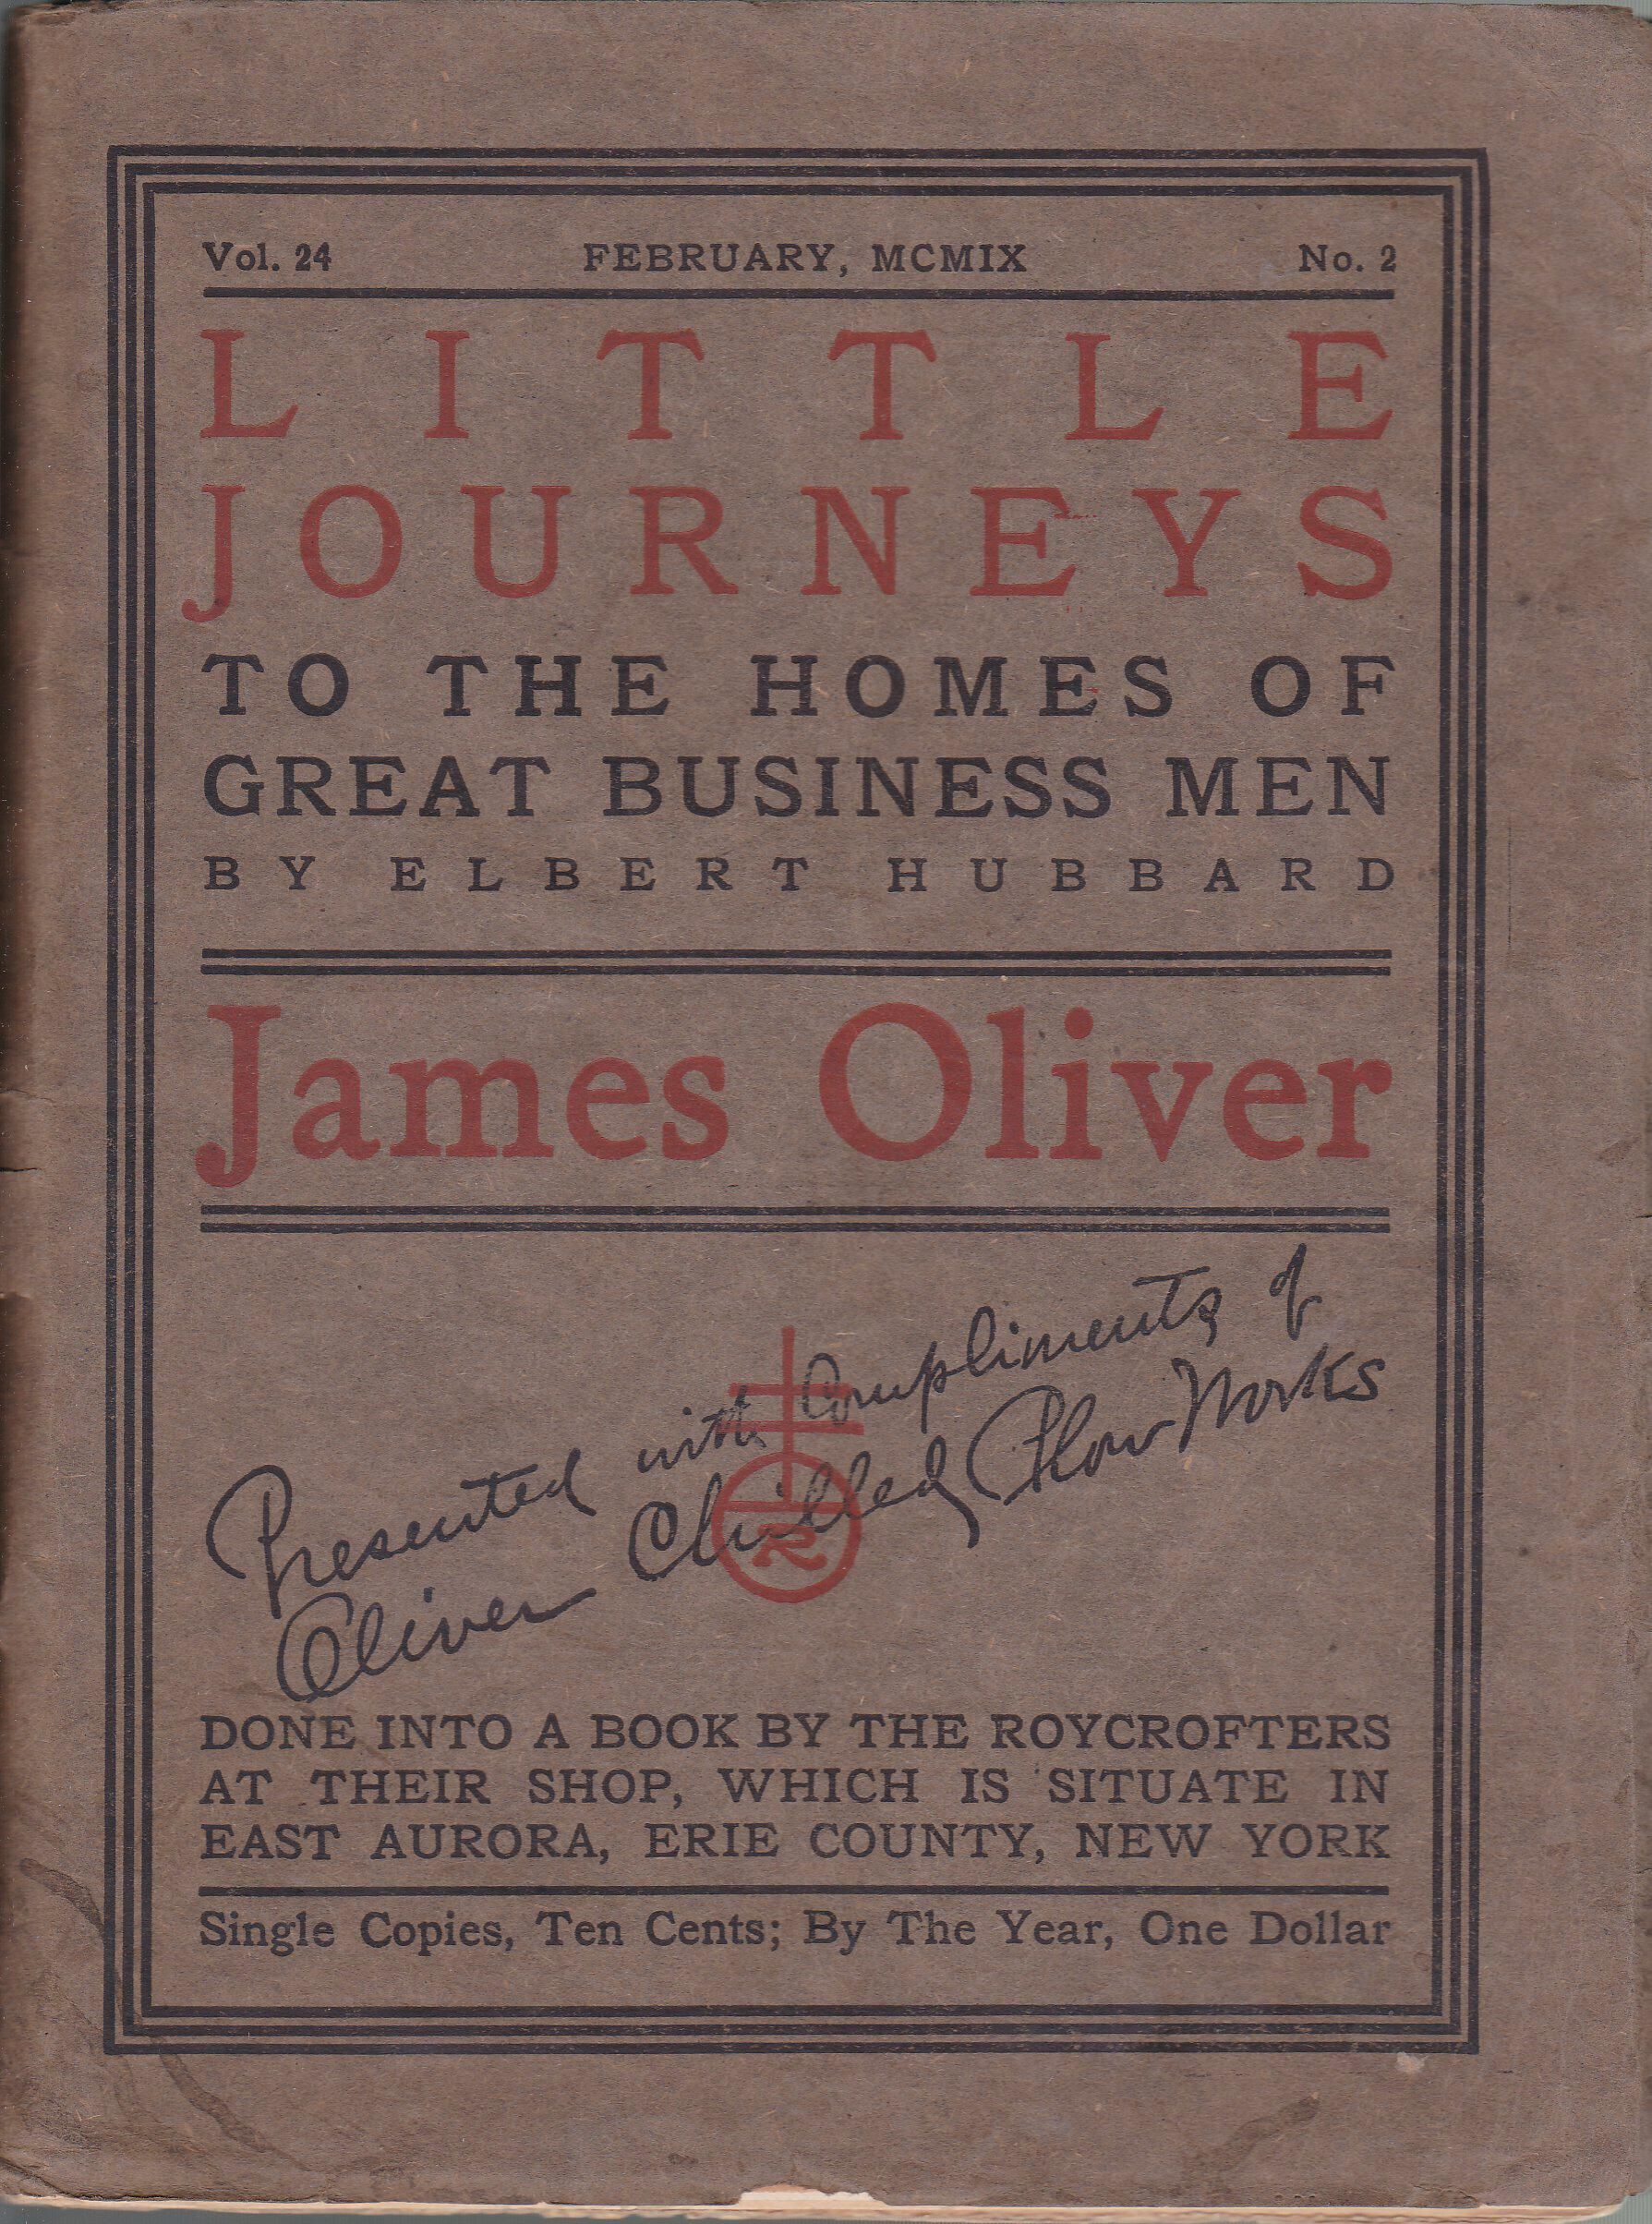 Vol. 24 FEBRUARY, MCMIX No. 2
LITTLE
JOURNEYS
TO THE HOMES OF
GREAT BUSINESS MEN
BY ELBERT HUBBARD
James Oliver
Presented with Compliments of
Oliver Chilled Plow Works
R
DONE INTO A BOOK BY THE ROYCROFTERS
AT THEIR SHOP, WHICH IS SITUATE IN
EAST AURORA, ERIE COUNTY, NEW YORK
Single Copies, Ten Cents; By The Year, One Dollar